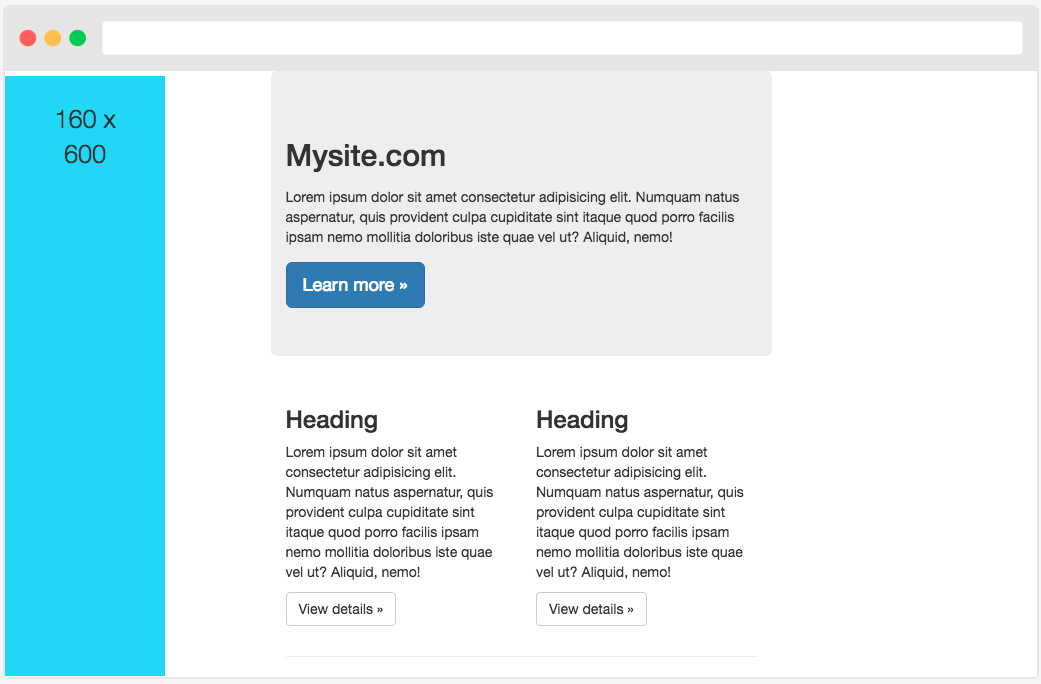 160 x
600
Mysite.com
Lorem ipsum dolor sit amet consectetur adipisicing elit. Numquam natus
aspernatur, quis provident culpa cupiditate sint itaque quod porro facilis
ipsam nemo mollitia doloribus iste quae vel ut? Aliquid, nemo!
Learn more »
Heading
Lorem ipsum dolor sit amet
consectetur adipisicing elit.
Numquam natus aspernatur, quis
provident culpa cupiditate sint
itaque quod porro facilis ipsam
nemo mollitia doloribus iste quae
vel ut? Aliquid, nemo!
View details »
Heading
Lorem ipsum dolor sit amet
consectetur adipisicing elit.
Numquam natus aspernatur, quis
provident culpa cupiditate sint
itaque quod porro facilis ipsam
nemo mollitia doloribus iste quae
vel ut? Aliquid, nemo!
View details »